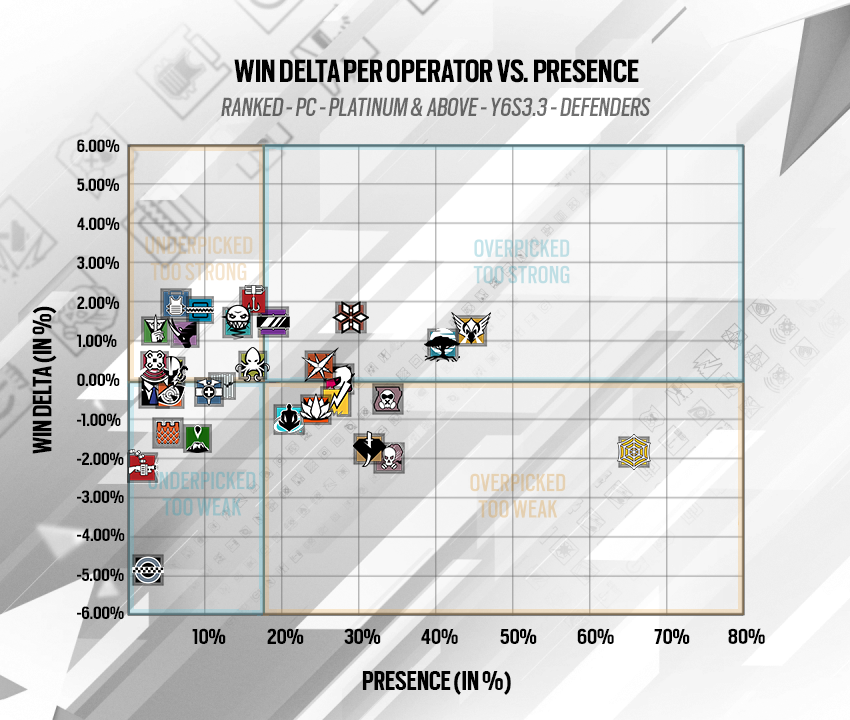 WIN DELTA PER OPERATOR VS. PRESENCE
RANKED - PC - PLATINUM & ABOVE - Y6S3.3 - DEFENDERS
6.00%
5.00%
4.00%
3.00%
2.00%
1.00%
0.00%
-1.00%
-2.00%
-3.00%
-4.00%
-5.00%
-6.00%
WIN DELTA (IN %)
UNDERPICKED
TOO STRONG
OVERPICKED
TOO STRONG
UNDERPICKED
TOO WEAK
OVERPICKED
TOO WEAK
10%
20%
30%
40%
50%
60%
70%
80%
PRESENCE (IN %)